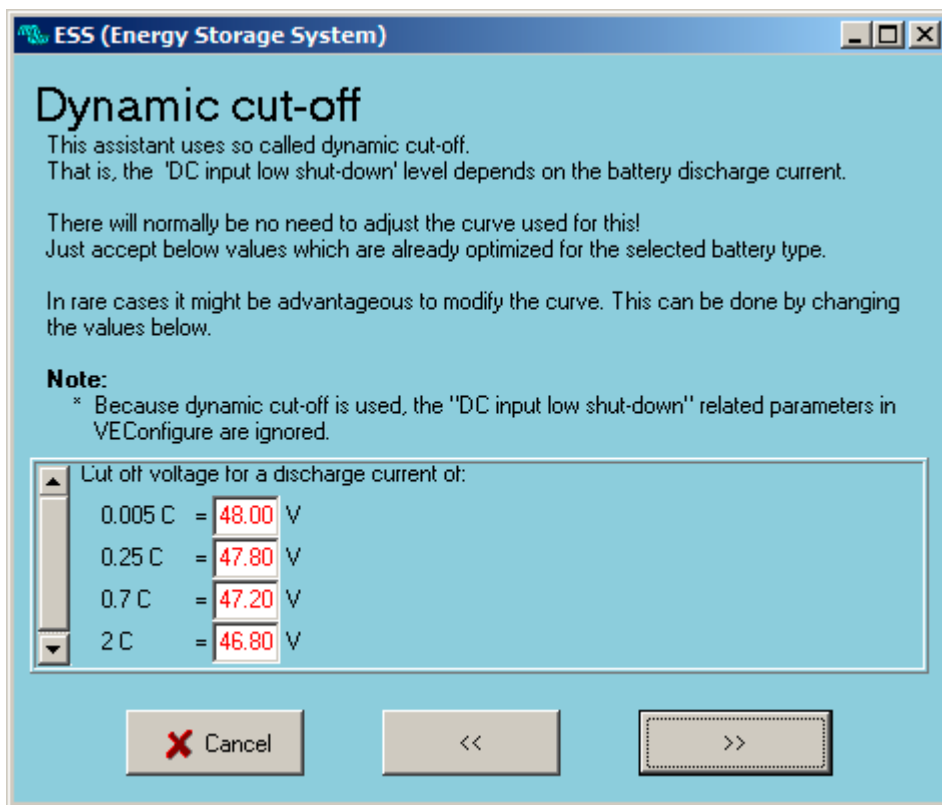 ESS (Energy Storage System)
Dynamic cut-off
This assistant uses so called dynamic cut-off.
That is, the 'DC input low shut-down' level depends on the battery discharge current.
There will normally be no need to adjust the curve used for this!
Just accept below values which are already optimized for the selected battery type.
In rare cases it might be advantageous to modify the curve. This can be done by changing
the values below.
Note:
* Because dynamic cut-off is used, the "DC input low shut-down" related parameters in
VEConfigure are ignored.
Cut off voltage for a discharge current of:
0.005 C = 48.00 V
0.25 C = 47.80 V
0.7 C = 47.20 V
2 C = 46.80 V
Cancel << >>